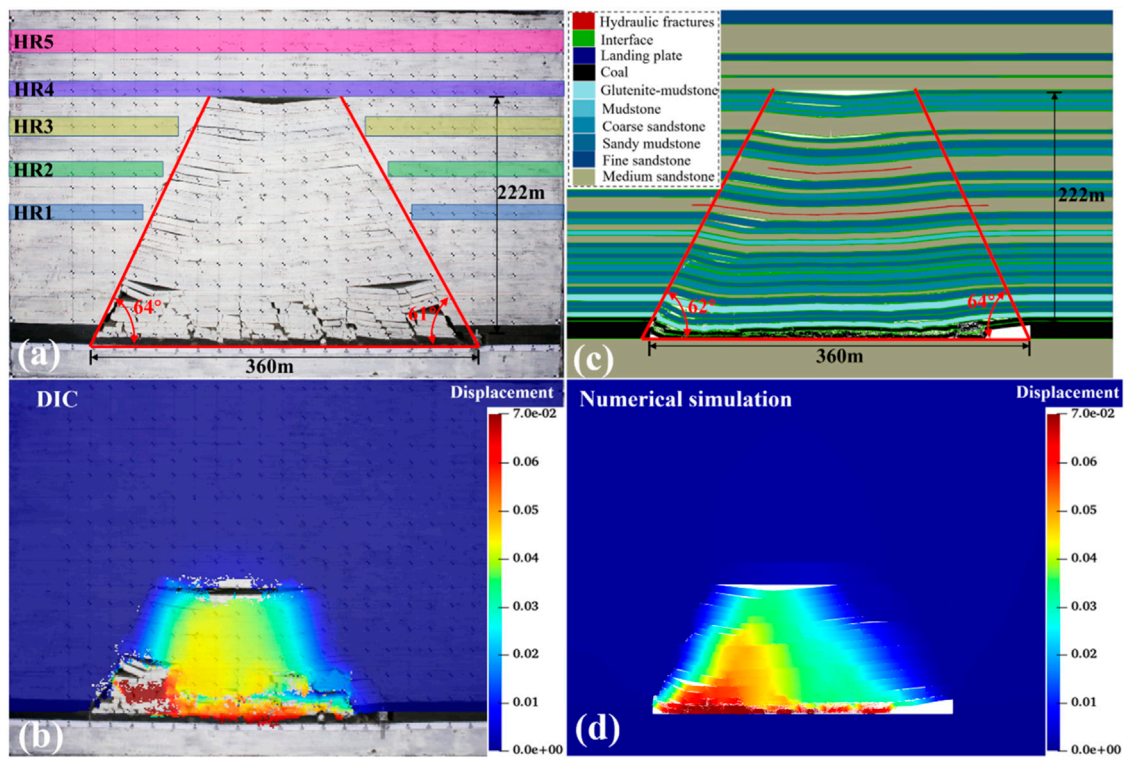 HR5
HR4
HR3
HR2
HR1
222m
64°
61°
(a)
360m
Hydraulic fractures
Interface
Landing plate
Coal
Glutenite-mudstone
Mudstone
Coarse sandstone
Sandy mudstone
Fine sandstone
Medium sandstone
222m
62°
64°
(c)
360m
DIC
Displacement
7.0e-02
0.06
0.05
0.04
0.03
0.02
0.01
0.0e+00
(b)
Numerical simulation
Displacement
7.0e-02
0.06
0.05
0.04
0.03
0.02
0.01
0.0e+00
(d)